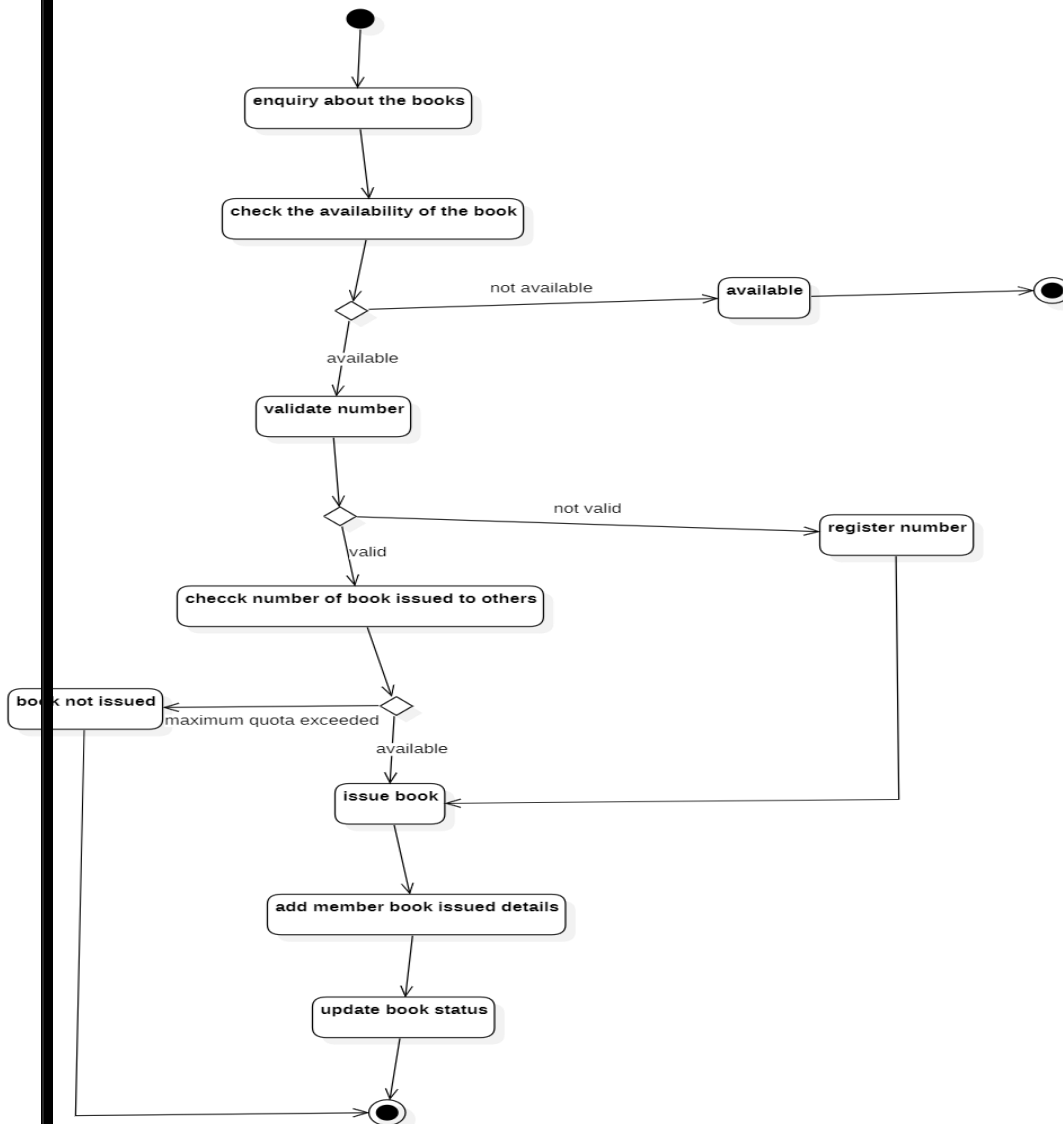 enquiry about the books
check the availability of the book
not available
available
available
validate number
not valid
register number
valid
checck number of book issued to others
book not issued
maximum quota exceeded
available
issue book
add member book issued details
update book status